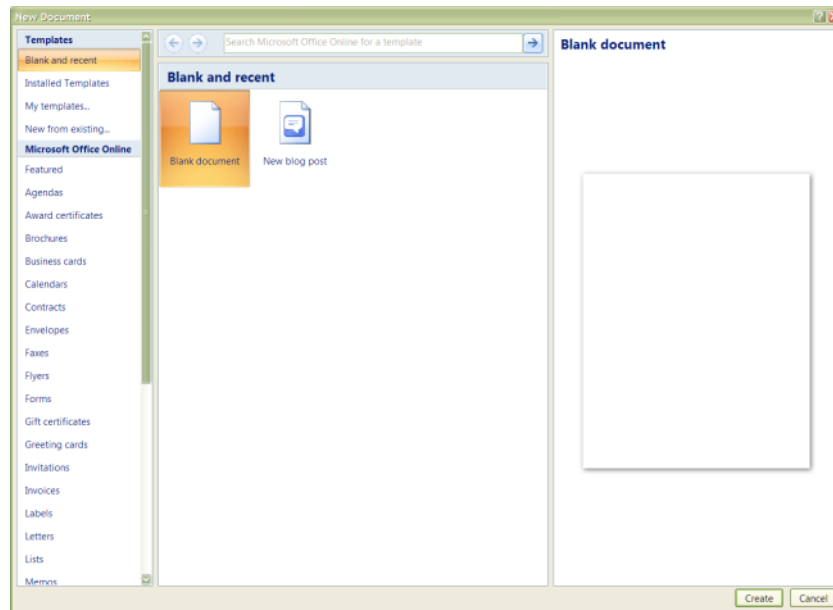 New Document
Templates
Blank and recent
Installed Templates
My templates...
New from existing...
Microsoft Office Online
Featured
Agendas
Award certificates
Brochures
Business cards
Calendars
Contracts
Envelopes
Faxes
Flyers
Forms
Gift certificates
Greeting cards
Invitations
Invoices
Labels
Letters
Lists
Memos
Search Microsoft Office Online for a template
Blank and recent
Blank document
New blog post
Blank document
Create
Cancel